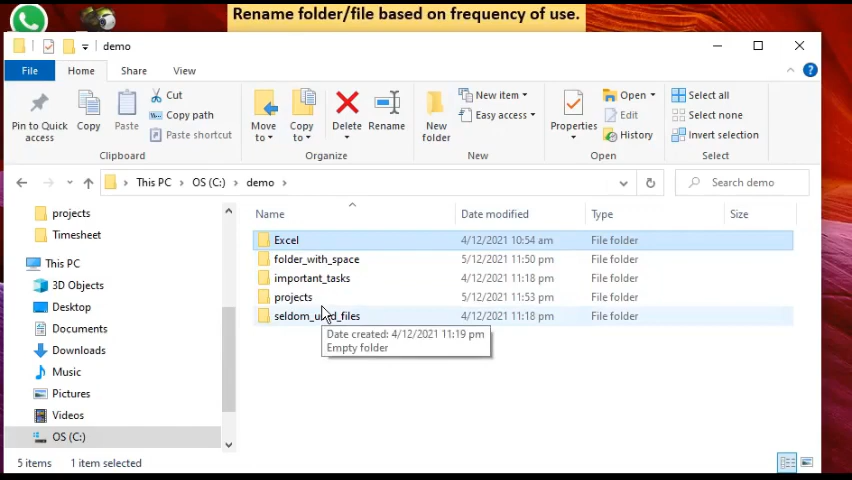 Rename folder/file based on frequency of use.
demo
File Home Share View
Pin to Quick access
Copy
Paste
Cut
Copy path
Paste shortcut
Clipboard
Move to
Copy to
Delete
Rename
Organize
New folder
New item
Easy access
New
Properties
Open
Edit
History
Open
Select all
Select none
Invert selection
Select
This PC OS (C:) demo
Search demo
projects
Timesheet
This PC
3D Objects
Desktop
Documents
Downloads
Music
Pictures
Videos
OS (C:)
Name Date modified Type Size
Excel 4/12/2021 10:54 am File folder
folder_with_space 5/12/2021 11:50 pm File folder
important_tasks 4/12/2021 11:18 pm File folder
projects 5/12/2021 11:53 pm File folder
seldom_used_files 4/12/2021 11:18 pm File folder
Date created: 4/12/2021 11:19 pm
Empty folder
5 items 1 item selected